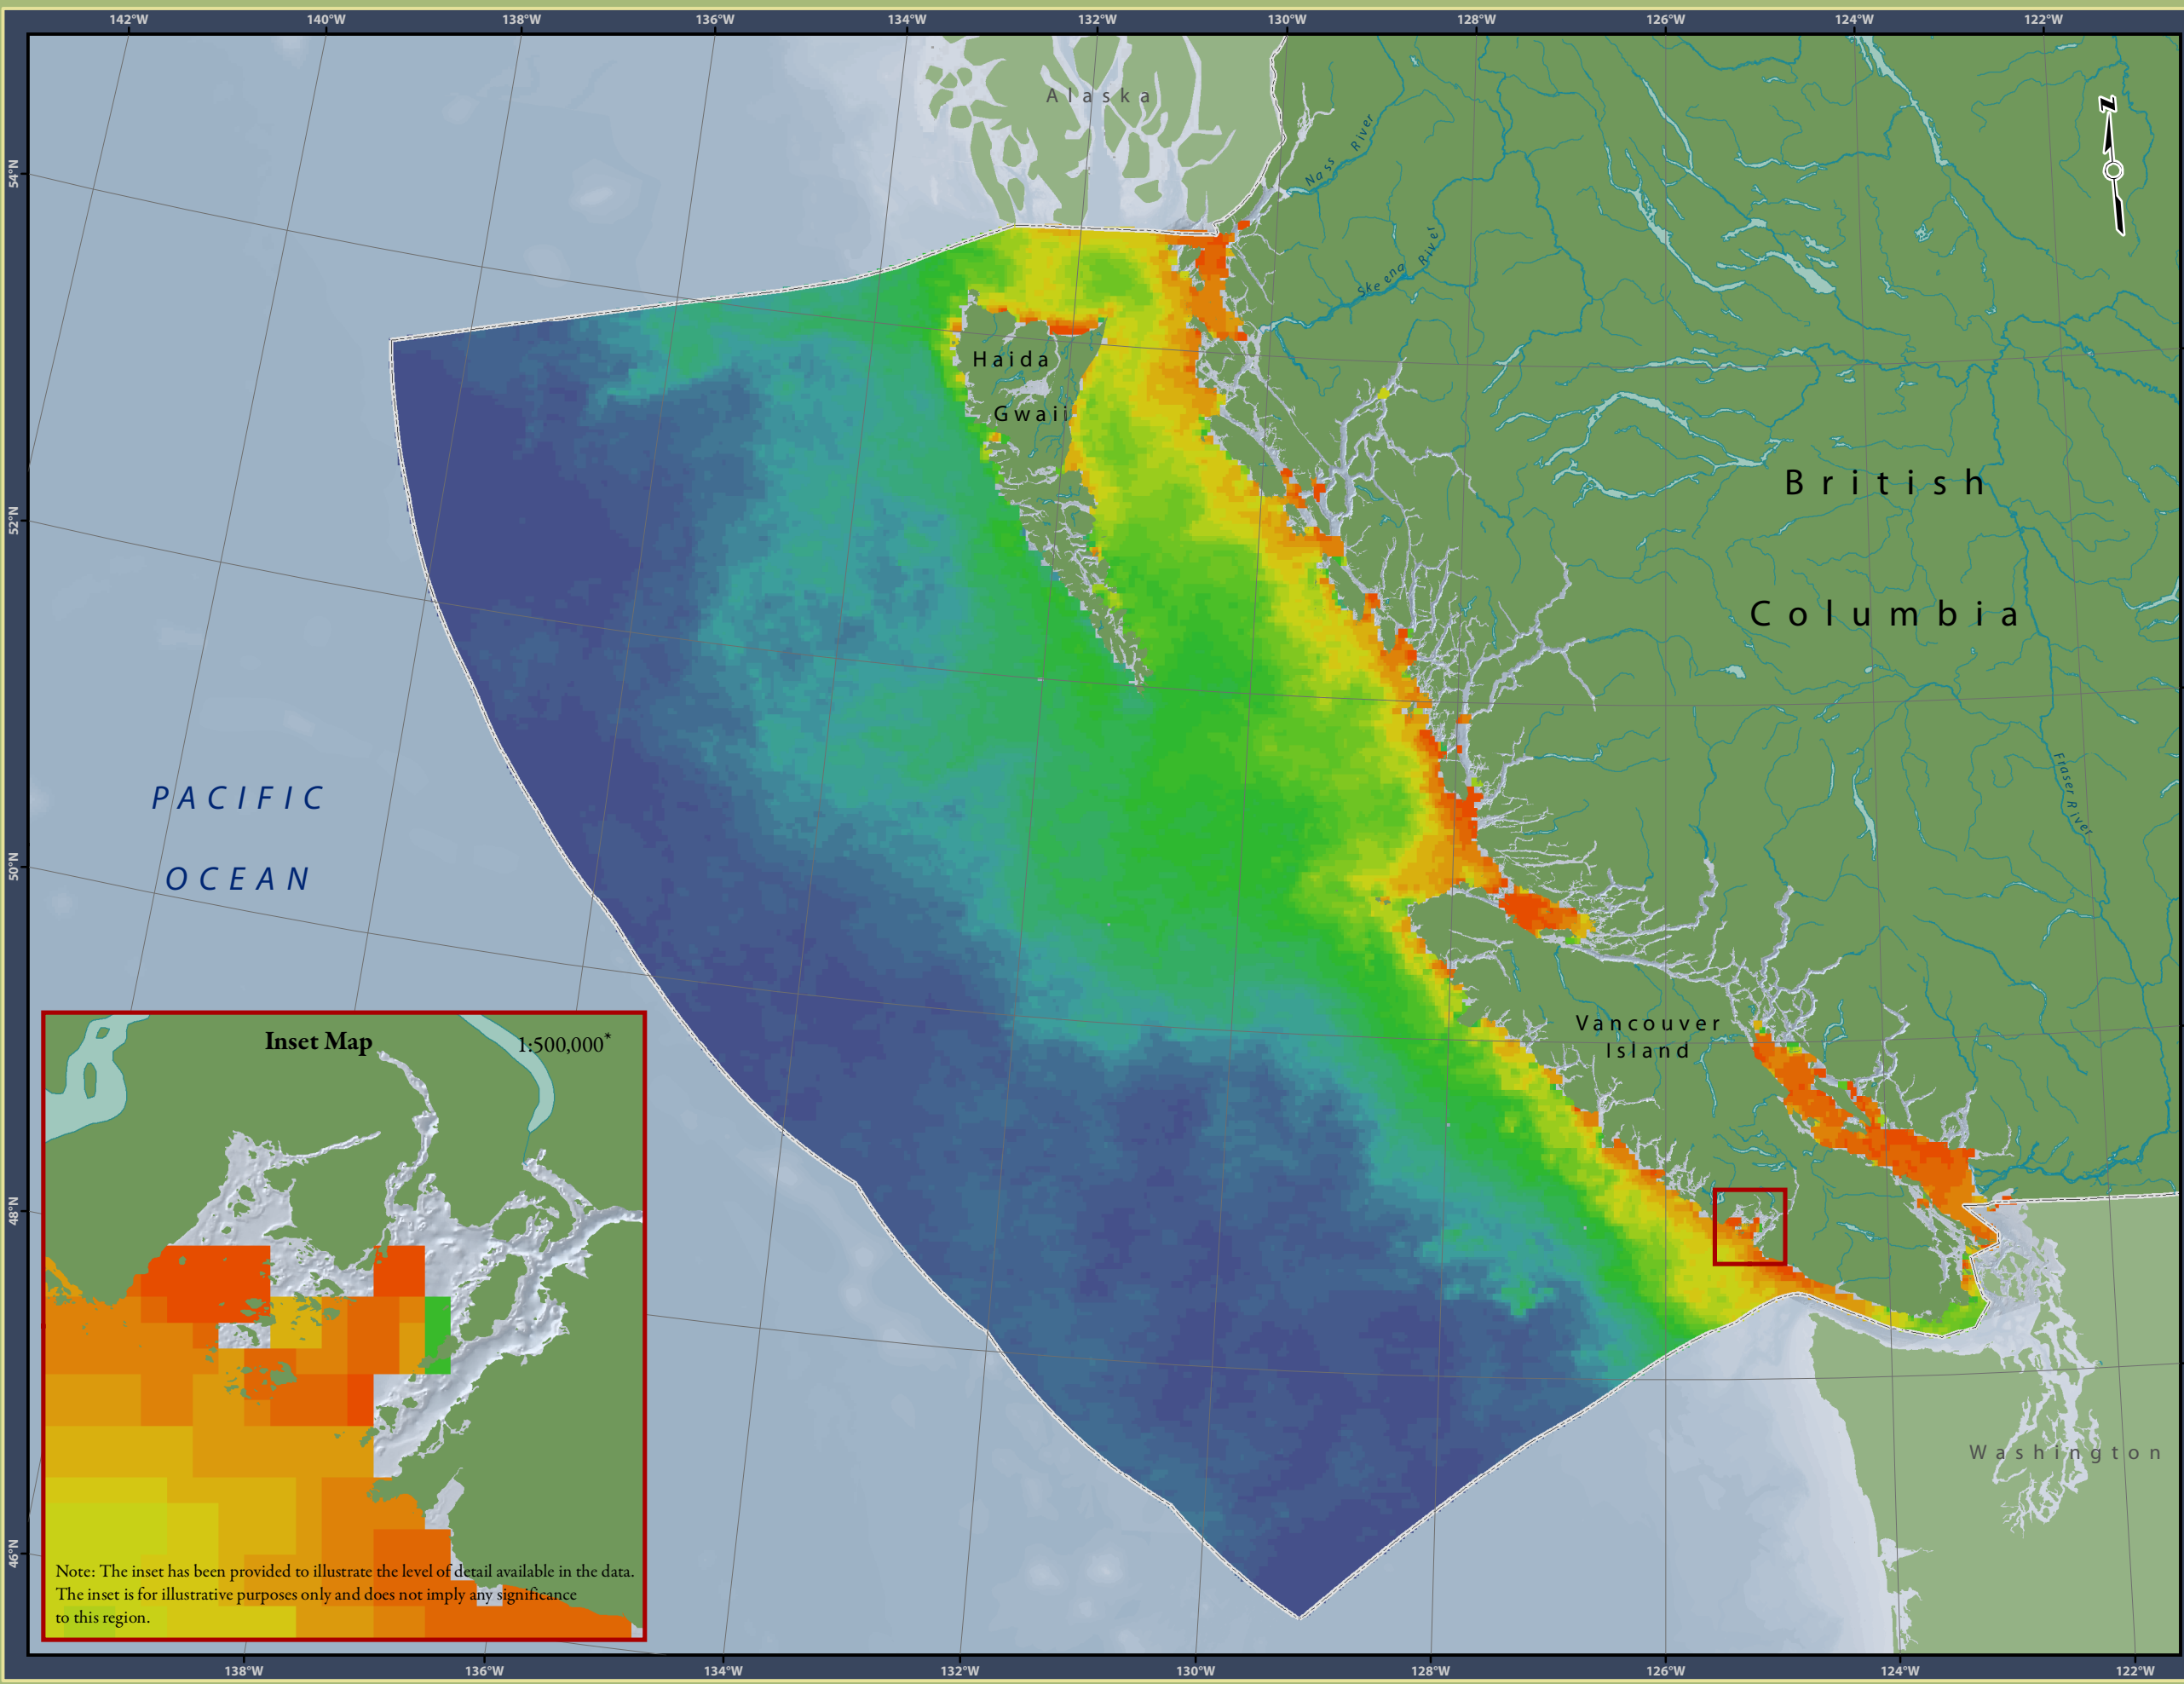 142°W 140°W 138°W 136°W 134°W 132°W 130°W 128°W 126°W 124°W 122°W
54°N
52°N
50°N
48°N
46°N
Alaska
N
Nass River
Skeena River
Haida
Gwaii
British
Columbia
Fraser River
PACIFIC
OCEAN
Vancouver
Island
Washington
Inset Map
1:500,000*
Note: The inset has been provided to illustrate the level of detail available in the data.
The inset is for illustrative purposes only and does not imply any significance
to this region.
138°W 136°W 134°W 132°W 130°W 128°W 126°W 124°W 122°W